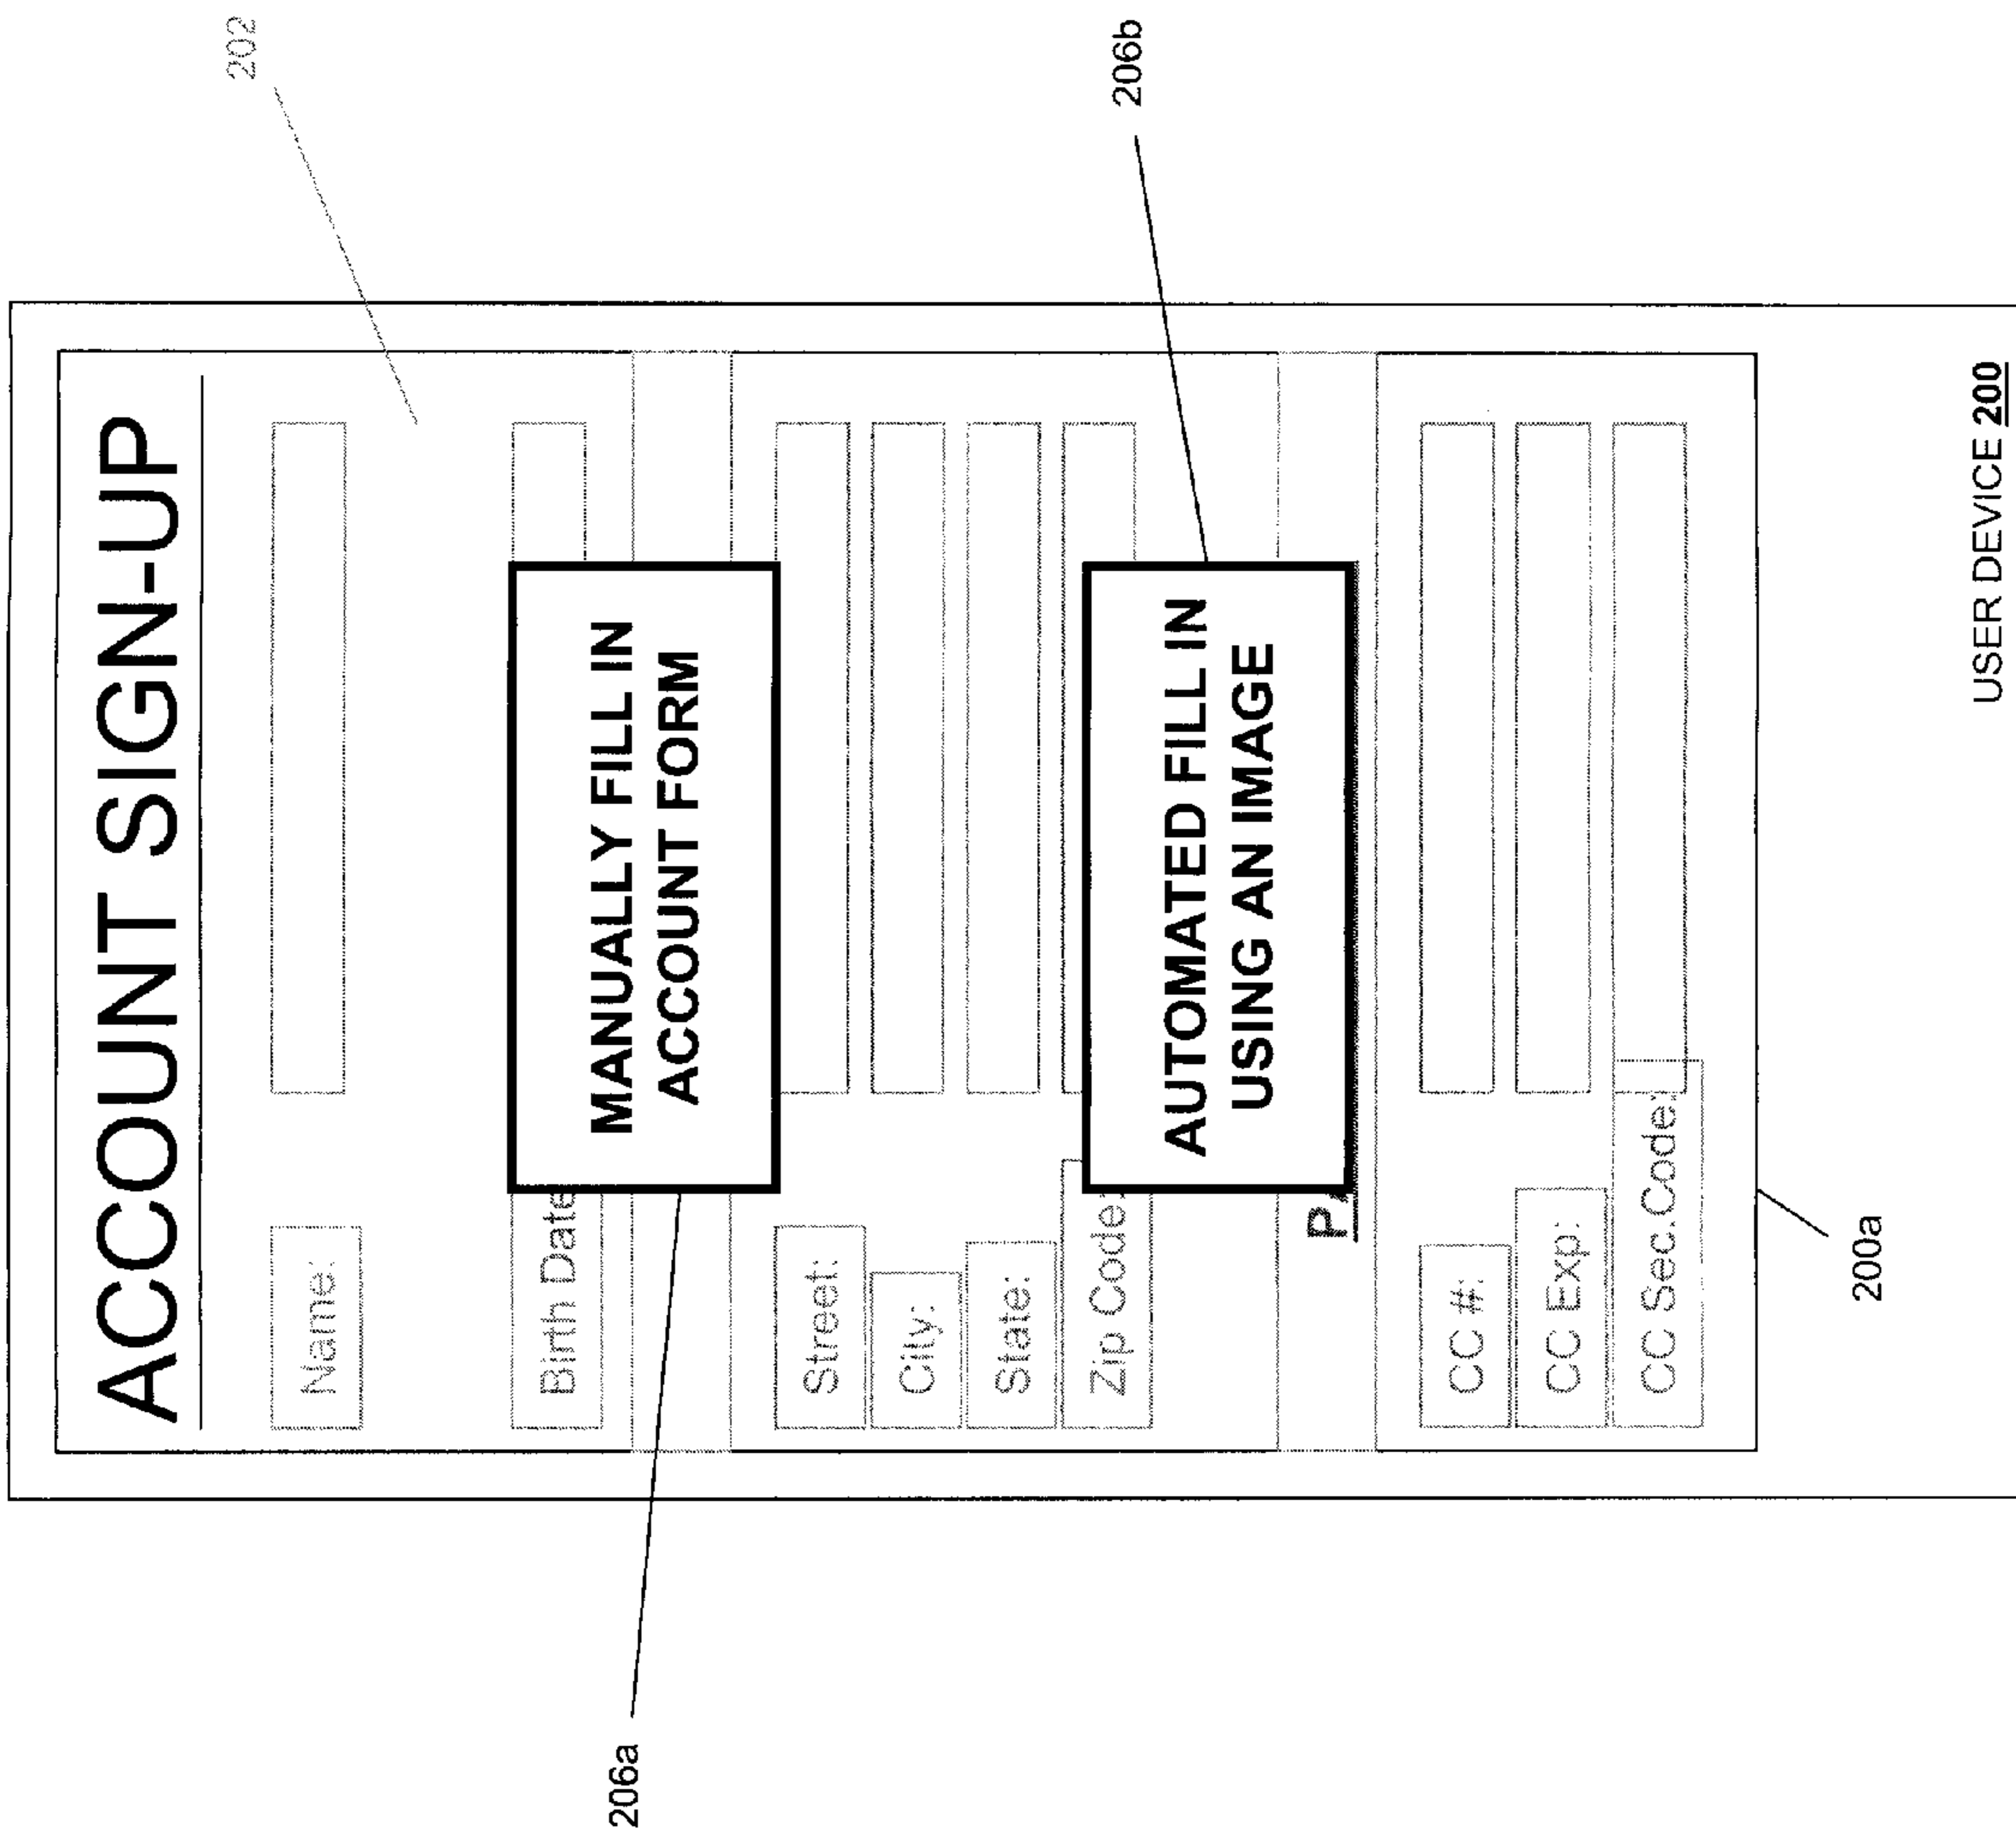 ACCOUNT SIGN-UP
202
Name:
Birth Date
MANUALLY FILL IN
ACCOUNT FORM
206a
Street:
City:
State:
Zip Code:
AUTOMATED FILL IN
USING AN IMAGE
206b
CC #:
CC Exp:
CC Sec.Code:
200a
USER DEVICE 200